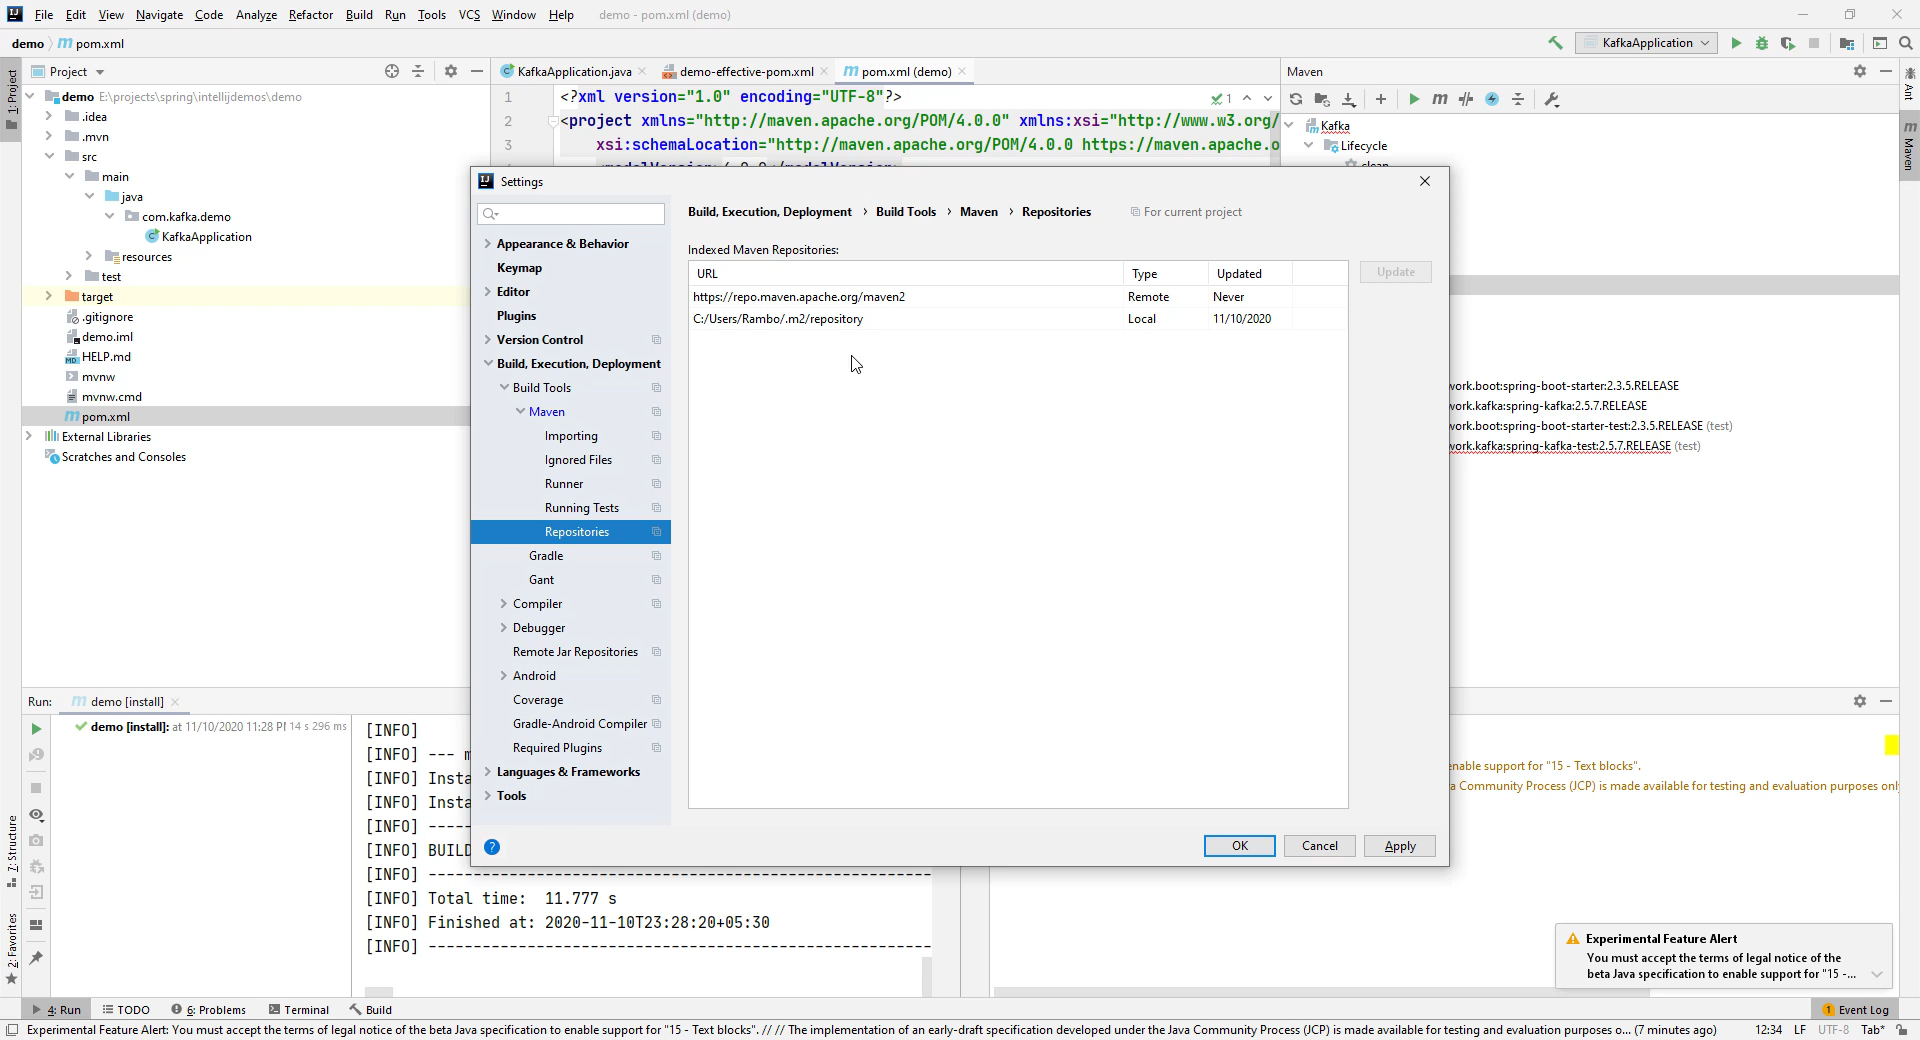 File Edit View Navigate Code Analyze Refactor Build Run Tools VCS Window Help demo - pom.xml (demo)
demo pom.xml KafkaApplication
Project
KafkaApplication.java demo-effective-pom.xml pom.xml (demo)
Maven
1: Project
demo E:\projects\spring\intellijdemos\demo
.idea
.mvn
src
main
java
com.kafka.demo
KafkaApplication
resources
test
target
.gitignore
demo.iml
HELP.md
mvnw
mvnw.cmd
pom.xml
External Libraries
Scratches and Consoles
1 <?xml version="1.0" encoding="UTF-8"?>
2 <project xmlns="http://maven.apache.org/POM/4.0.0" xmlns:xsi="http://www.w3.org/
3 xsi:schemaLocation="http://maven.apache.org/POM/4.0.0 https://maven.apache.o
1
Kafka
Lifecycle
clean
Ant
Maven
Settings
Appearance & Behavior
Keymap
Editor
Plugins
Version Control
Build, Execution, Deployment
Build Tools
Maven
Importing
Ignored Files
Runner
Running Tests
Repositories
Gradle
Gant
Compiler
Debugger
Remote Jar Repositories
Android
Coverage
Gradle-Android Compiler
Required Plugins
Languages & Frameworks
Tools
Build, Execution, Deployment › Build Tools › Maven › Repositories For current project
Indexed Maven Repositories:
URL Type Updated
https://repo.maven.apache.org/maven2 Remote Never
C:/Users/Rambo/.m2/repository Local 11/10/2020
Update
OK Cancel Apply
work.boot:spring-boot-starter:2.3.5.RELEASE
work.kafka:spring-kafka:2.5.7.RELEASE
work.boot:spring-boot-starter-test:2.3.5.RELEASE (test)
work.kafka:spring-kafka-test:2.5.7.RELEASE (test)
Run: demo [install]
demo [install]: at 11/10/2020 11:28 PM 14 s 296 ms
[INFO]
[INFO] --- m
[INFO] Insta
[INFO] Insta
[INFO] ----
[INFO] BUILD
[INFO] ------------------------------------------------
[INFO] Total time: 11.777 s
[INFO] Finished at: 2020-11-10T23:28:20+05:30
[INFO] ------------------------------------------------
enable support for "15 - Text blocks".
a Community Process (JCP) is made available for testing and evaluation purposes onl
7: Structure
2: Favorites
Experimental Feature Alert
You must accept the terms of legal notice of the
beta Java specification to enable support for "15 -...
4: Run TODO 6: Problems Terminal Build 1 Event Log
Experimental Feature Alert: You must accept the terms of legal notice of the beta Java specification to enable support for "15 - Text blocks". // // The implementation of an early-draft specification developed under the Java Community Process (JCP) is made available for testing and evaluation purposes o... (7 minutes ago) 12:34 LF UTF-8 Tab*